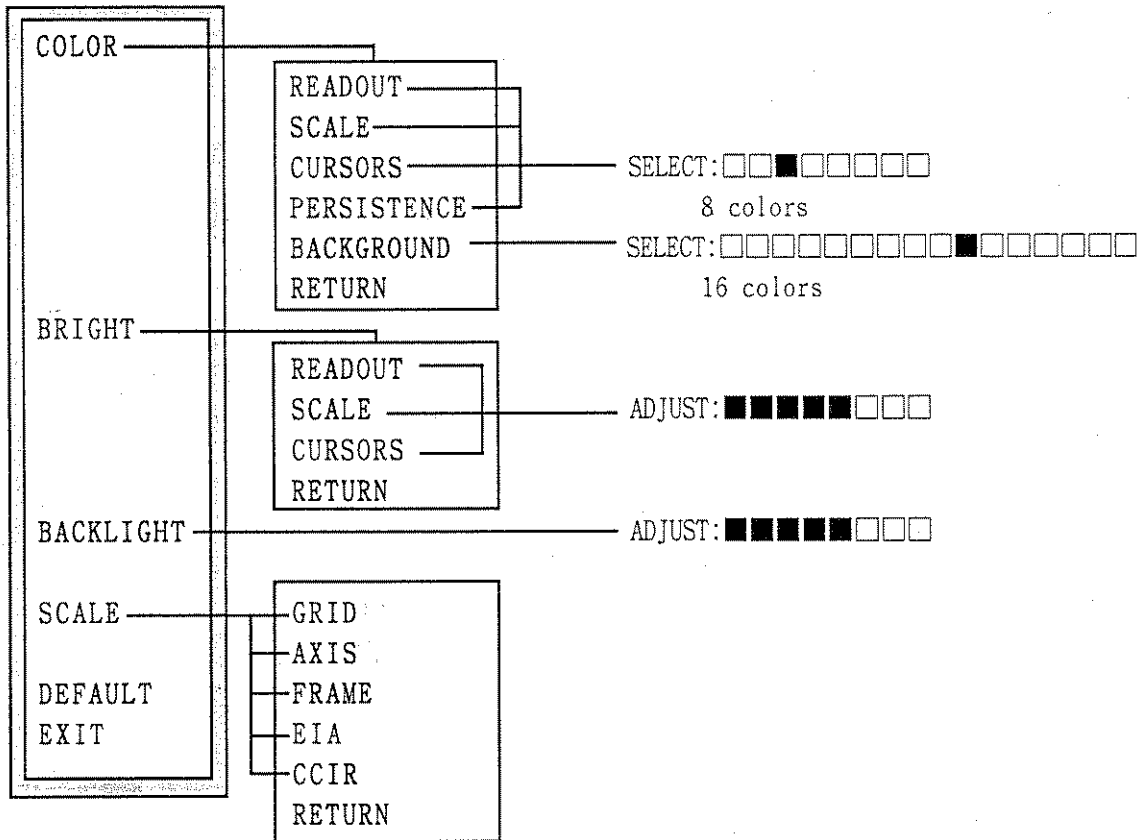 COLOR
READOUT
SCALE
CURSORS
SELECT:
PERSISTENCE
8 colors
BACKGROUND
SELECT:
RETURN
16 colors
BRIGHT
READOUT
SCALE
ADJUST:
CURSORS
RETURN
BACKLIGHT
ADJUST:
SCALE
GRID
AXIS
DEFAULT
FRAME
EXIT
EIA
CCIR
RETURN